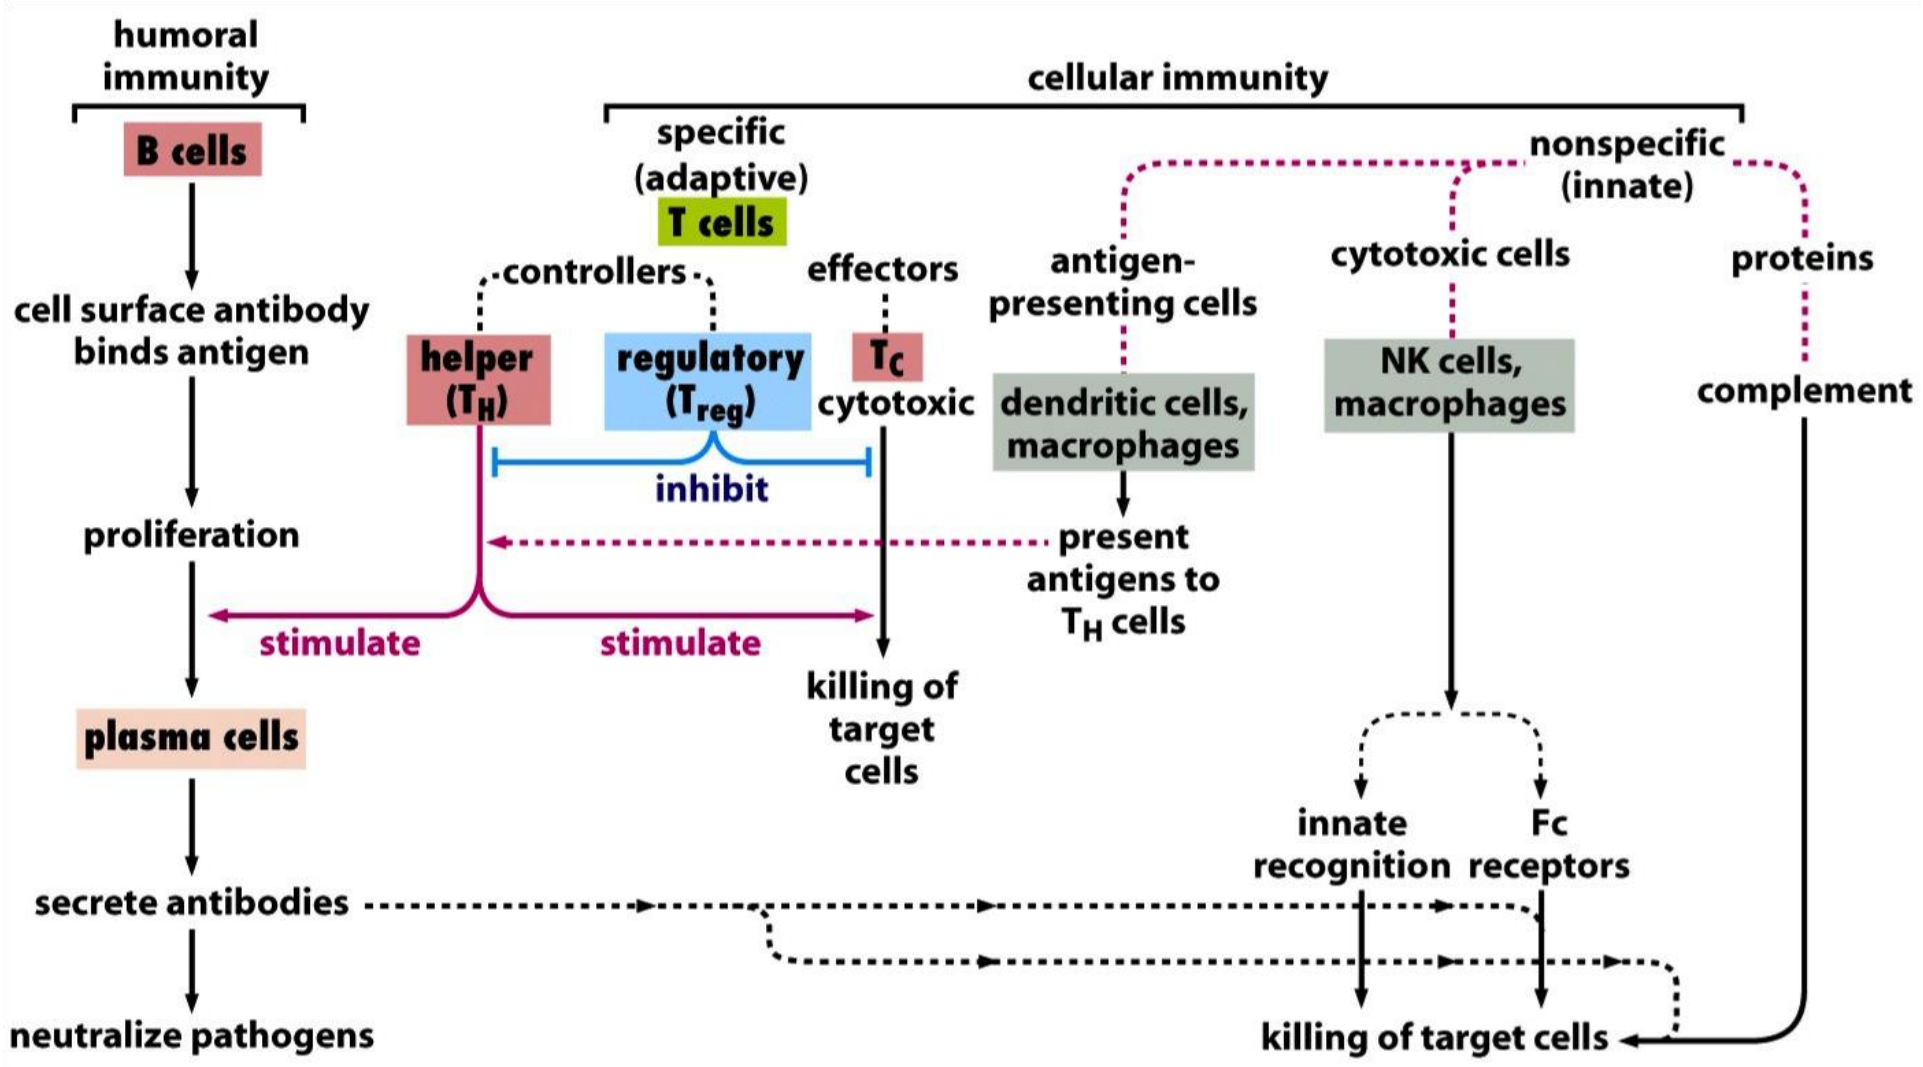 humoral
immunity
B cells
cell surface antibody
binds antigen
proliferation
stimulate
plasma cells
secrete antibodies
neutralize pathogens
cellular immunity
specific
(adaptive)
T cells
controllers
helper
(TH)
regulatory
(Treg)
inhibit
stimulate
effectors
TC
cytotoxic
killing of
target
cells
nonspecific
(innate)
antigen-
presenting cells
dendritic cells,
macrophages
present
antigens to
TH cells
cytotoxic cells
NK cells,
macrophages
innate
recognition
Fc
receptors
proteins
complement
killing of target cells